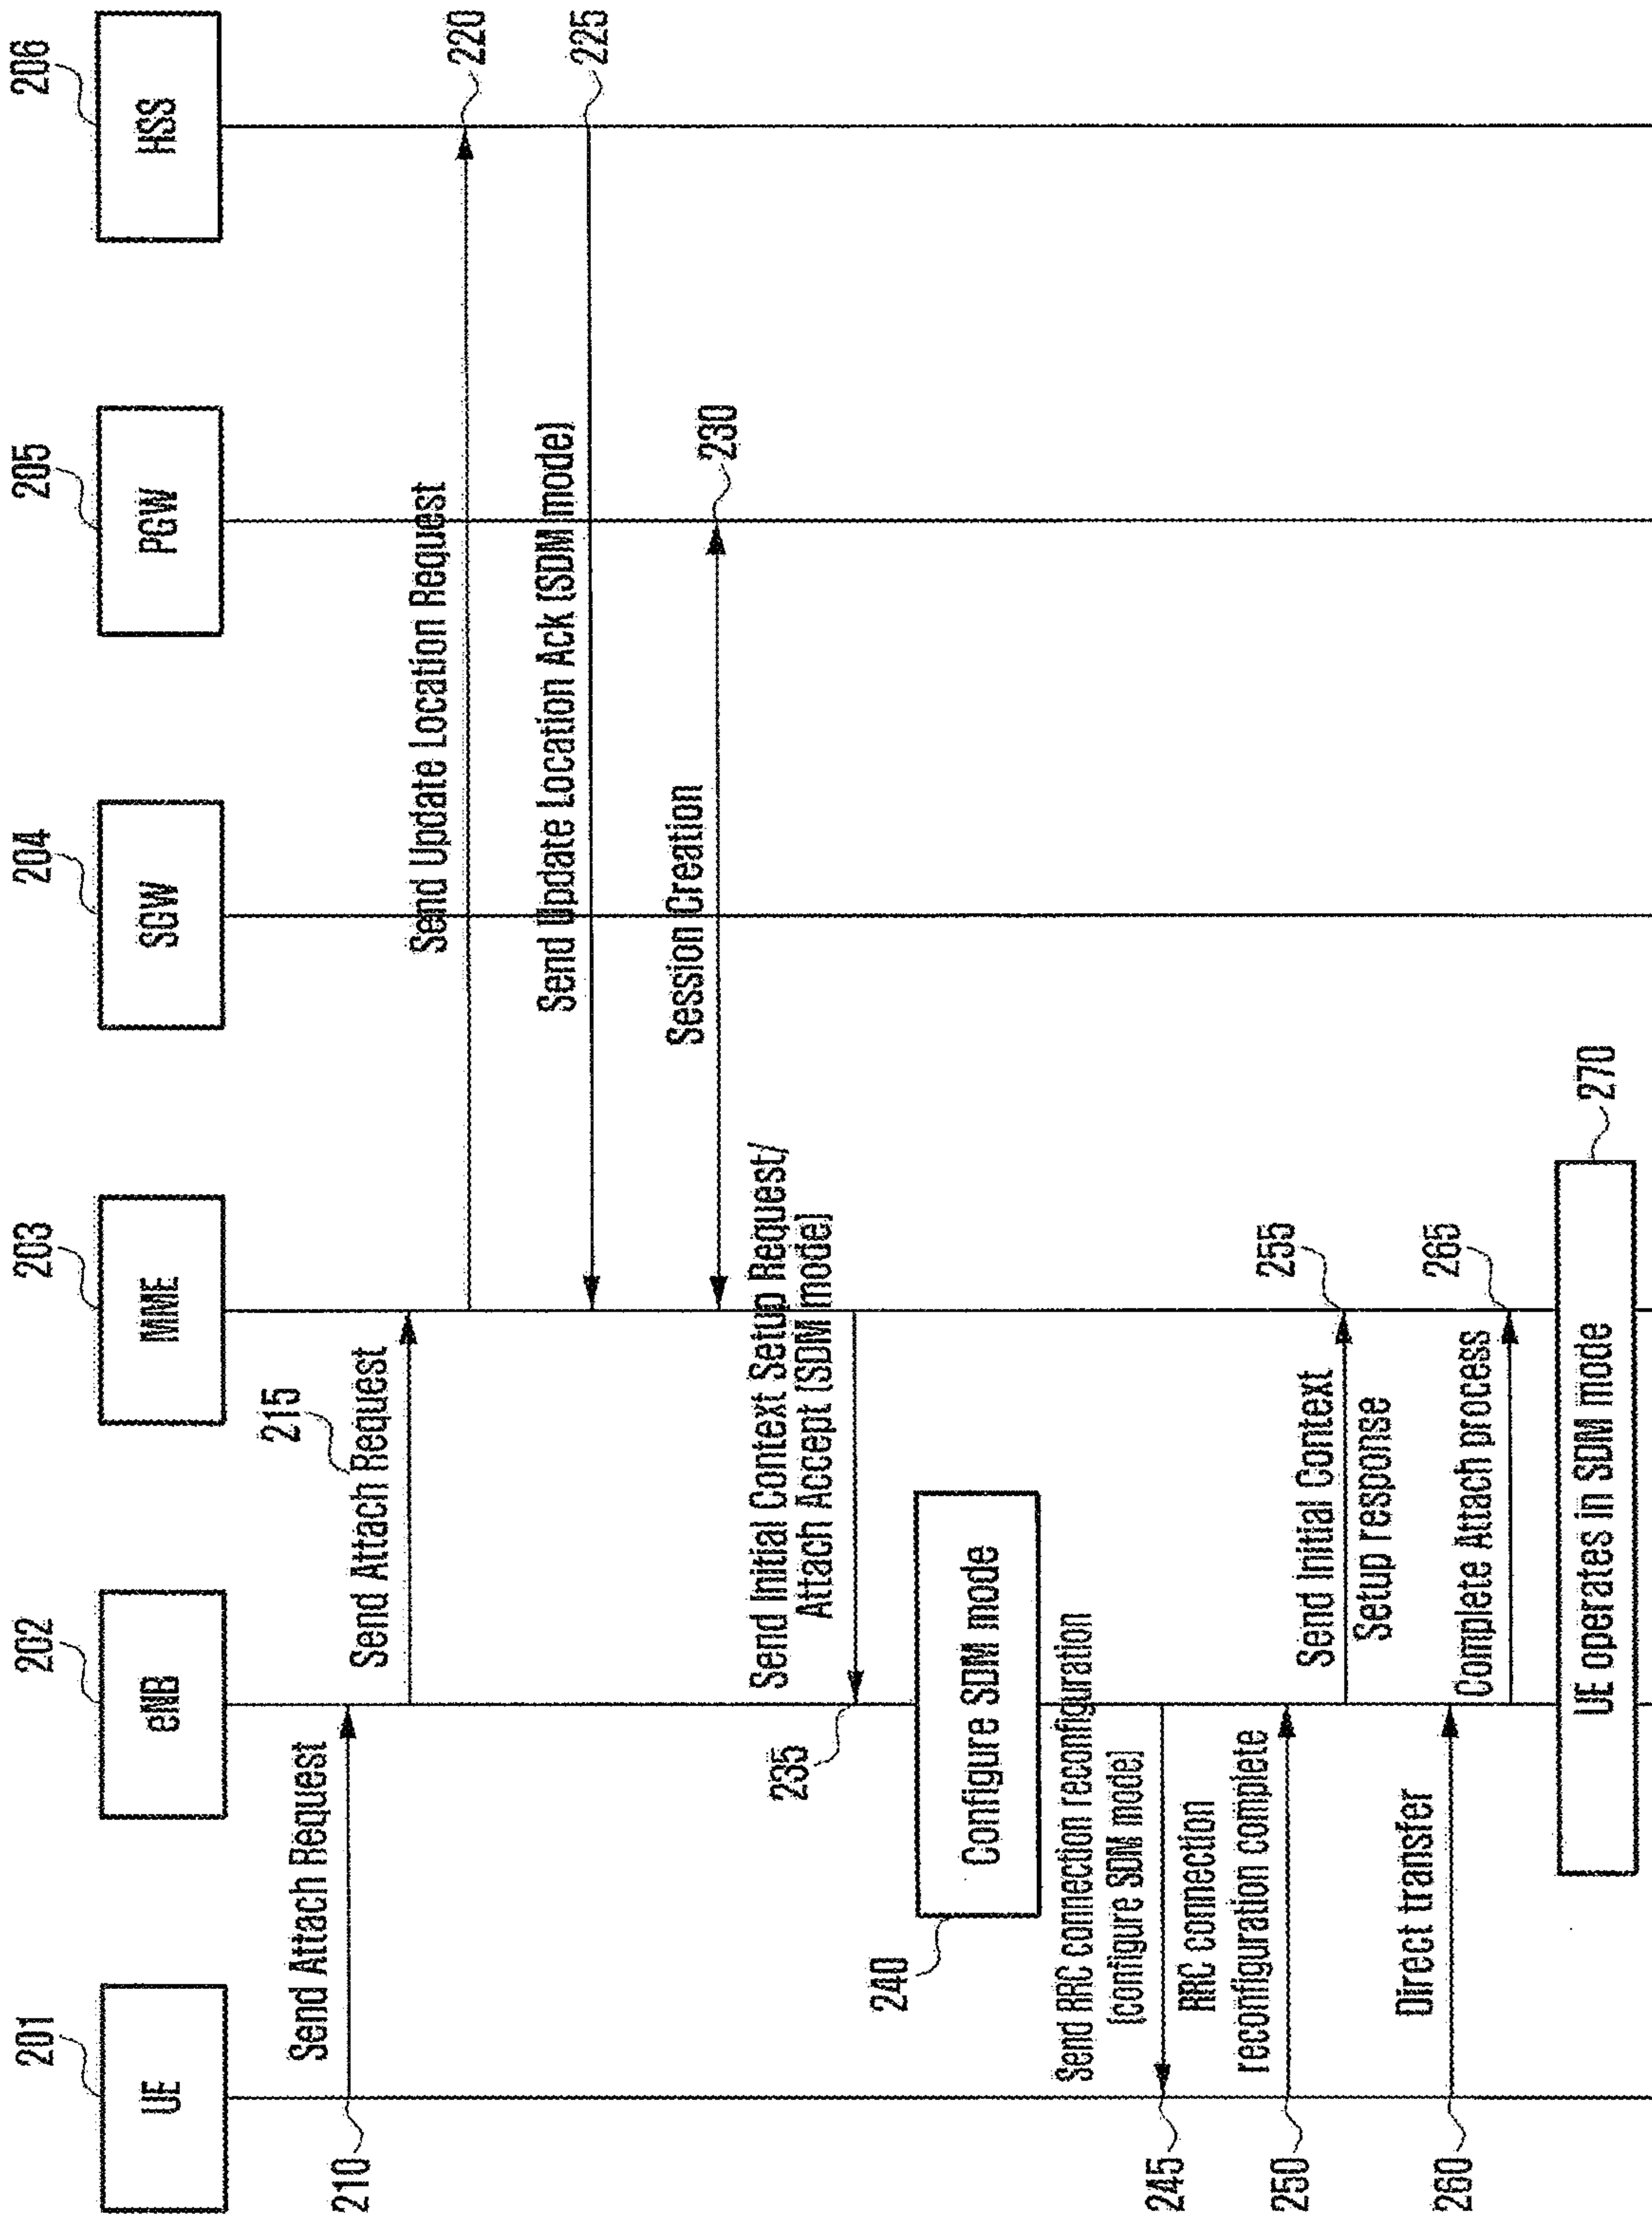 201
202
203
204
205
206
UE
eNB
MME
SGW
PGW
HSS
210
Send Attach Request
215
Send Attach Request
Send Update Location Request
220
Send Update Location Ack (SDM mode)
225
Session Creation
230
Send Initial Context Setup Request/
Attach Accept (SDM mode)
235
240
Configure SDM mode
Send RRC connection reconfiguration
(configure SDM model)
245
RRC connection
reconfiguration complete
250
Send Initial Context
Setup response
255
Direct transfer
260
Complete Attach process
265
UE operates in SDM mode
270